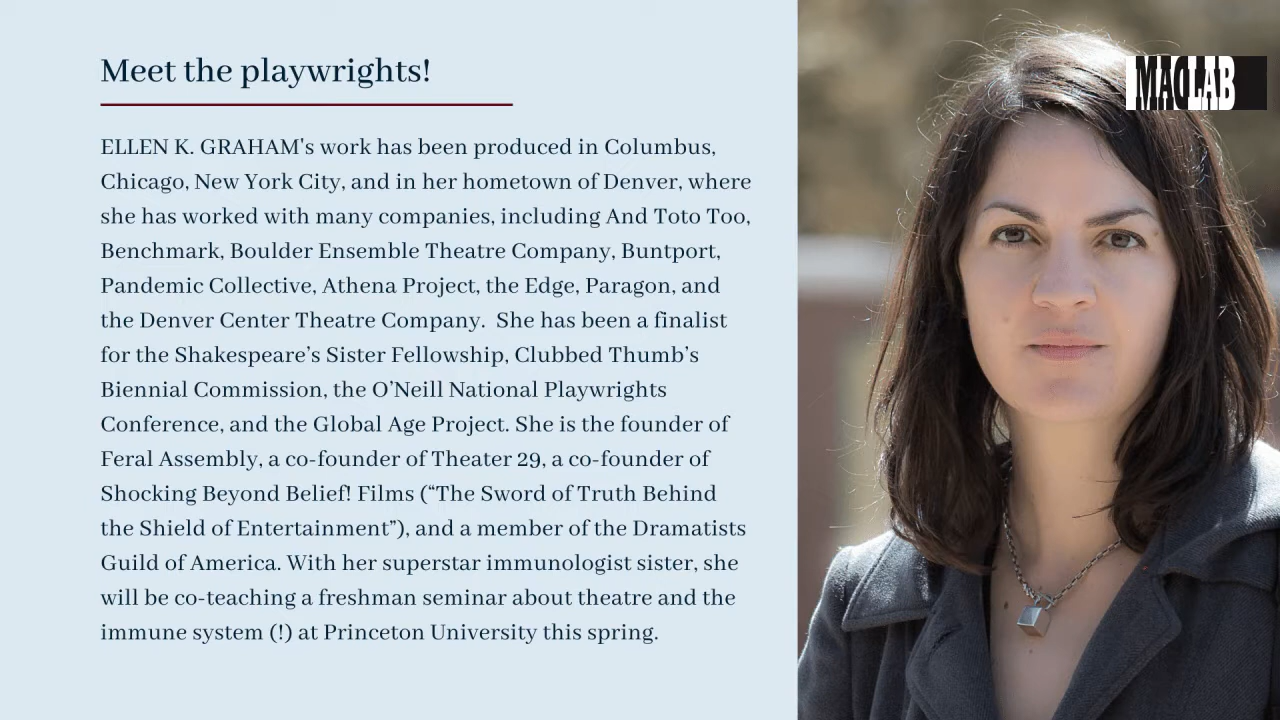 Meet the playwrights!
MADLAB
ELLEN K. GRAHAM's work has been produced in Columbus,
Chicago, New York City, and in her hometown of Denver, where
she has worked with many companies, including And Toto Too,
Benchmark, Boulder Ensemble Theatre Company, Buntport,
Pandemic Collective, Athena Project, the Edge, Paragon, and
the Denver Center Theatre Company.  She has been a finalist
for the Shakespeare’s Sister Fellowship, Clubbed Thumb’s
Biennial Commission, the O’Neill National Playwrights
Conference, and the Global Age Project. She is the founder of
Feral Assembly, a co-founder of Theater 29, a co-founder of
Shocking Beyond Belief! Films (“The Sword of Truth Behind
the Shield of Entertainment”), and a member of the Dramatists
Guild of America. With her superstar immunologist sister, she
will be co-teaching a freshman seminar about theatre and the
immune system (!) at Princeton University this spring.